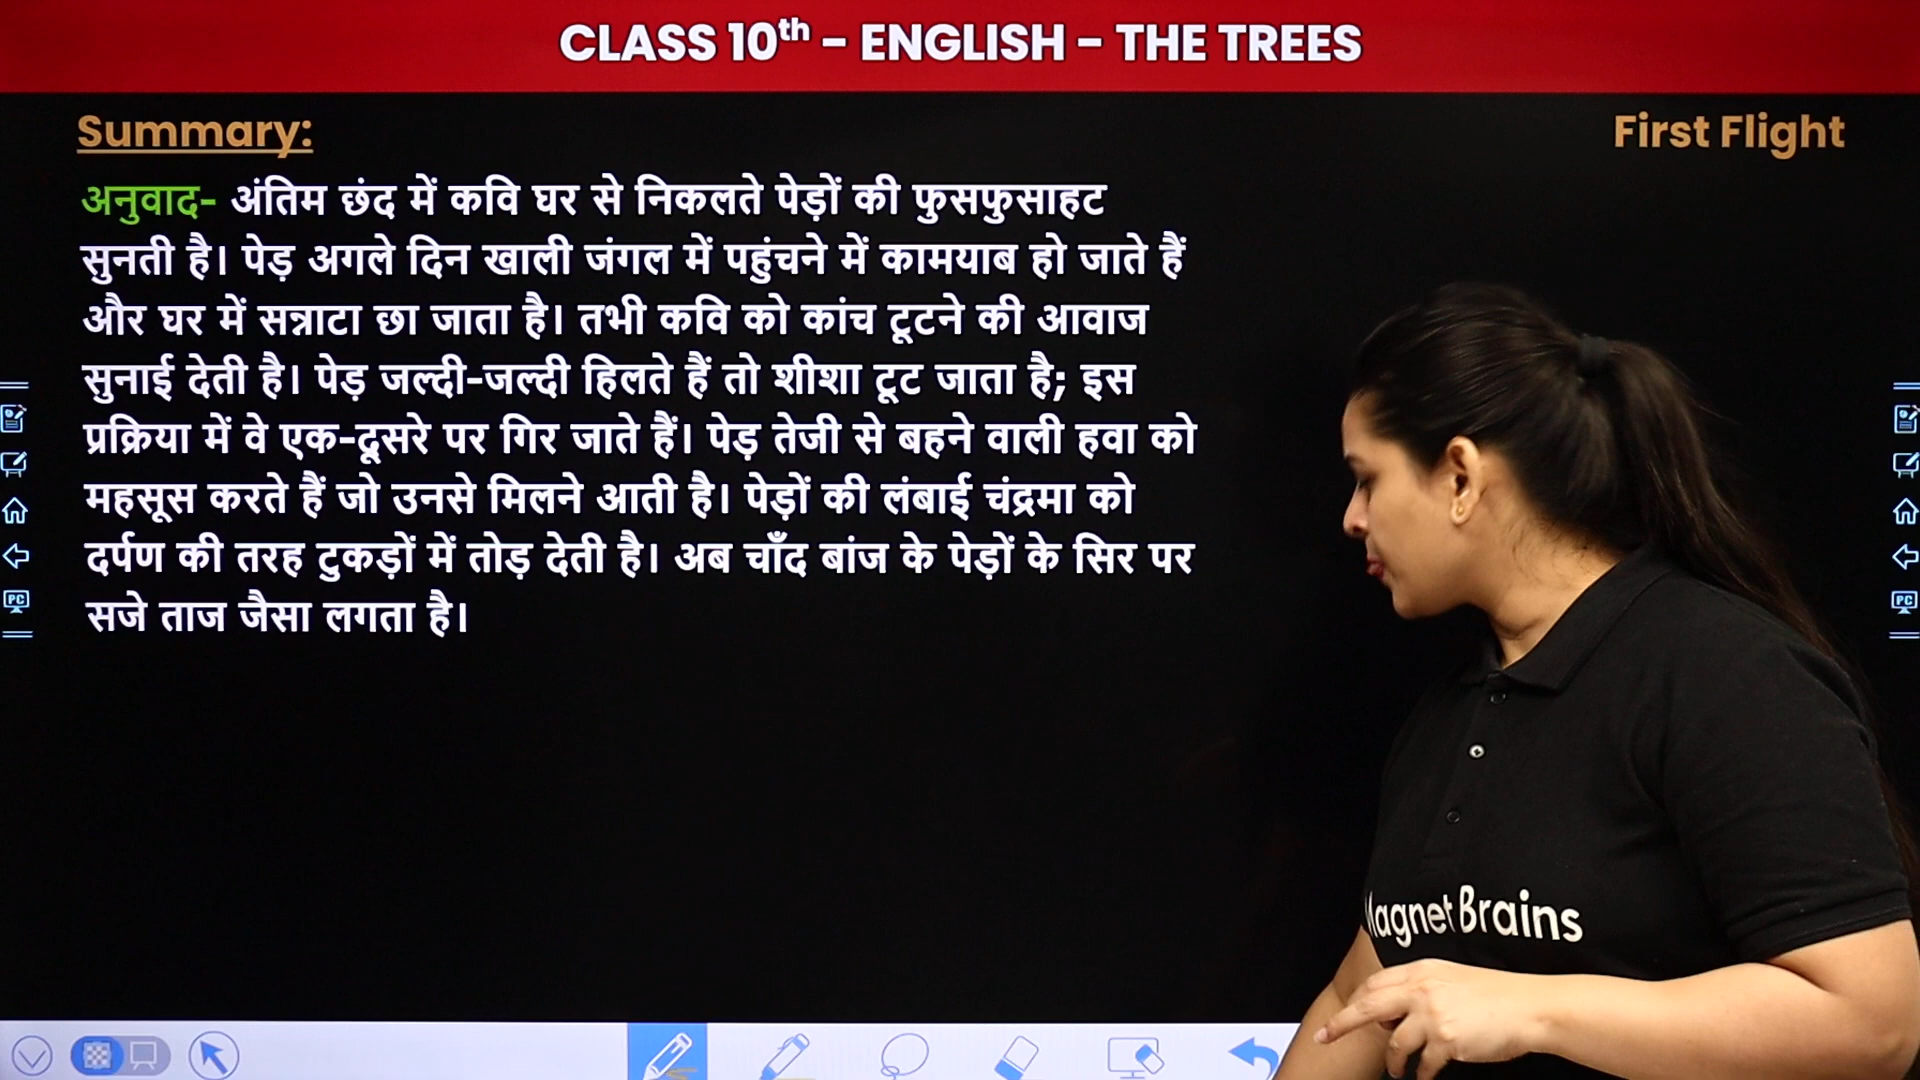 CLASS 10th - ENGLISH - THE TREES
Summary:
First Flight
अनुवाद- अंतिम छंद में कवि घर से निकलते पेड़ों की फुसफुसाहट
सुनती है। पेड़ अगले दिन खाली जंगल में पहुंचने में कामयाब हो जाते हैं
और घर में सन्नाटा छा जाता है। तभी कवि को कांच टूटने की आवाज
सुनाई देती है। पेड़ जल्दी-जल्दी हिलते हैं तो शीशा टूट जाता है; इस
प्रक्रिया में वे एक-दूसरे पर गिर जाते हैं। पेड़ तेजी से बहने वाली हवा को
महसूस करते हैं जो उनसे मिलने आती है। पेड़ों की लंबाई चंद्रमा को
दर्पण की तरह टुकड़ों में तोड़ देती है। अब चाँद बांज के पेड़ों के सिर पर
सजे ताज जैसा लगता है।
PC
PC
Magnet Brains